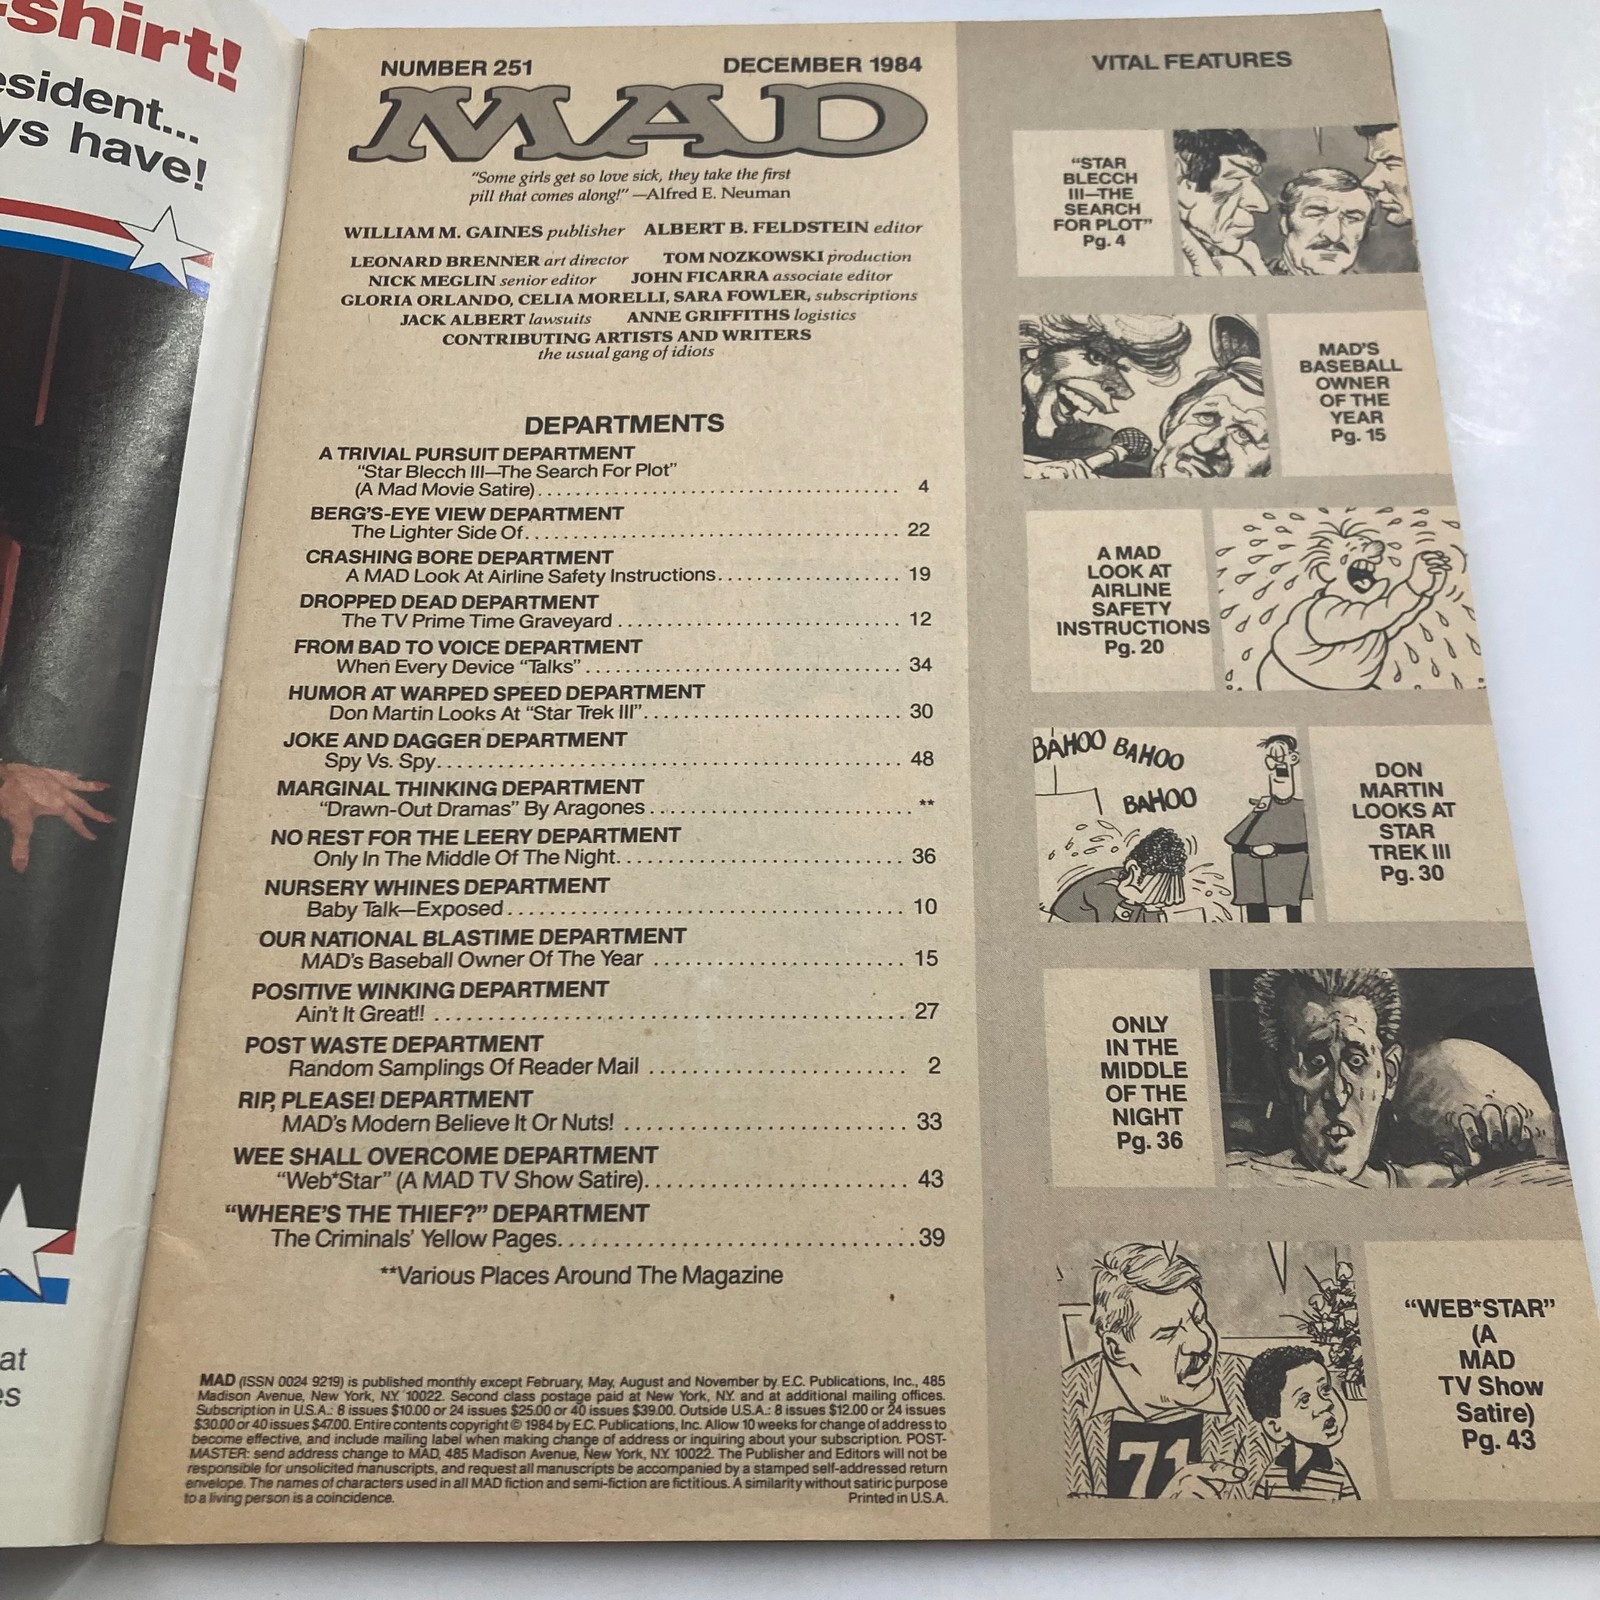 -shirt!
esident...
ys have!
at
es
NUMBER 251 DECEMBER 1984
MAD
"Some girls get so love sick, they take the first
pill that comes along!" —Alfred E. Neuman
WILLIAM M. GAINES publisher ALBERT B. FELDSTEIN editor
LEONARD BRENNER art director TOM NOZKOWSKI production
NICK MEGLIN senior editor JOHN FICARRA associate editor
GLORIA ORLANDO, CELIA MORELLI, SARA FOWLER, subscriptions
JACK ALBERT lawsuits ANNE GRIFFITHS logistics
CONTRIBUTING ARTISTS AND WRITERS
the usual gang of idiots
DEPARTMENTS
A TRIVIAL PURSUIT DEPARTMENT
"Star Blecch III—The Search For Plot"
(A Mad Movie Satire) 4
BERG'S-EYE VIEW DEPARTMENT
The Lighter Side Of 22
CRASHING BORE DEPARTMENT
A MAD Look At Airline Safety Instructions 19
DROPPED DEAD DEPARTMENT
The TV Prime Time Graveyard 12
FROM BAD TO VOICE DEPARTMENT
When Every Device "Talks" 34
HUMOR AT WARPED SPEED DEPARTMENT
Don Martin Looks At "Star Trek III" 30
JOKE AND DAGGER DEPARTMENT
Spy Vs. Spy 48
MARGINAL THINKING DEPARTMENT
"Drawn-Out Dramas" By Aragones **
NO REST FOR THE LEERY DEPARTMENT
Only In The Middle Of The Night 36
NURSERY WHINES DEPARTMENT
Baby Talk—Exposed 10
OUR NATIONAL BLASTIME DEPARTMENT
MAD's Baseball Owner Of The Year 15
POSITIVE WINKING DEPARTMENT
Ain't It Great!! 27
POST WASTE DEPARTMENT
Random Samplings Of Reader Mail 2
RIP, PLEASE! DEPARTMENT
MAD's Modern Believe It Or Nuts! 33
WEE SHALL OVERCOME DEPARTMENT
"Web*Star" (A MAD TV Show Satire) 43
"WHERE'S THE THIEF?" DEPARTMENT
The Criminals' Yellow Pages 39
**Various Places Around The Magazine
MAD (ISSN 0024 9219) is published monthly except February, May, August and November by E.C. Publications, Inc., 485
Madison Avenue, New York, N.Y. 10022. Second class postage paid at New York, N.Y. and at additional mailing offices.
Subscription in U.S.A.: 8 issues $10.00 or 24 issues $25.00 or 40 issues $39.00. Outside U.S.A.: 8 issues $12.00 or 24 issues
$30.00 or 40 issues $47.00. Entire contents copyright © 1984 by E.C. Publications, Inc. Allow 10 weeks for change of address to
become effective, and include mailing label when making change of address or inquiring about your subscription. POST-
MASTER: send address change to MAD, 485 Madison Avenue, New York, N.Y. 10022. The Publisher and Editors will not be
responsible for unsolicited manuscripts, and request all manuscripts be accompanied by a stamped self-addressed return
envelope. The names of characters used in all MAD fiction and semi-fiction are fictitious. A similarity without satiric purpose
to a living person is a coincidence. Printed in U.S.A.
VITAL FEATURES
"STAR
BLECCH
III—THE
SEARCH
FOR PLOT"
Pg. 4
MAD'S
BASEBALL
OWNER
OF THE
YEAR
Pg. 15
A MAD
LOOK AT
AIRLINE
SAFETY
INSTRUCTIONS
Pg. 20
BAHOO BAHOO
BAHOO
DON
MARTIN
LOOKS AT
STAR
TREK III
Pg. 30
ONLY
IN THE
MIDDLE
OF THE
NIGHT
Pg. 36
71
"WEB*STAR"
(A
MAD
TV Show
Satire)
Pg. 43